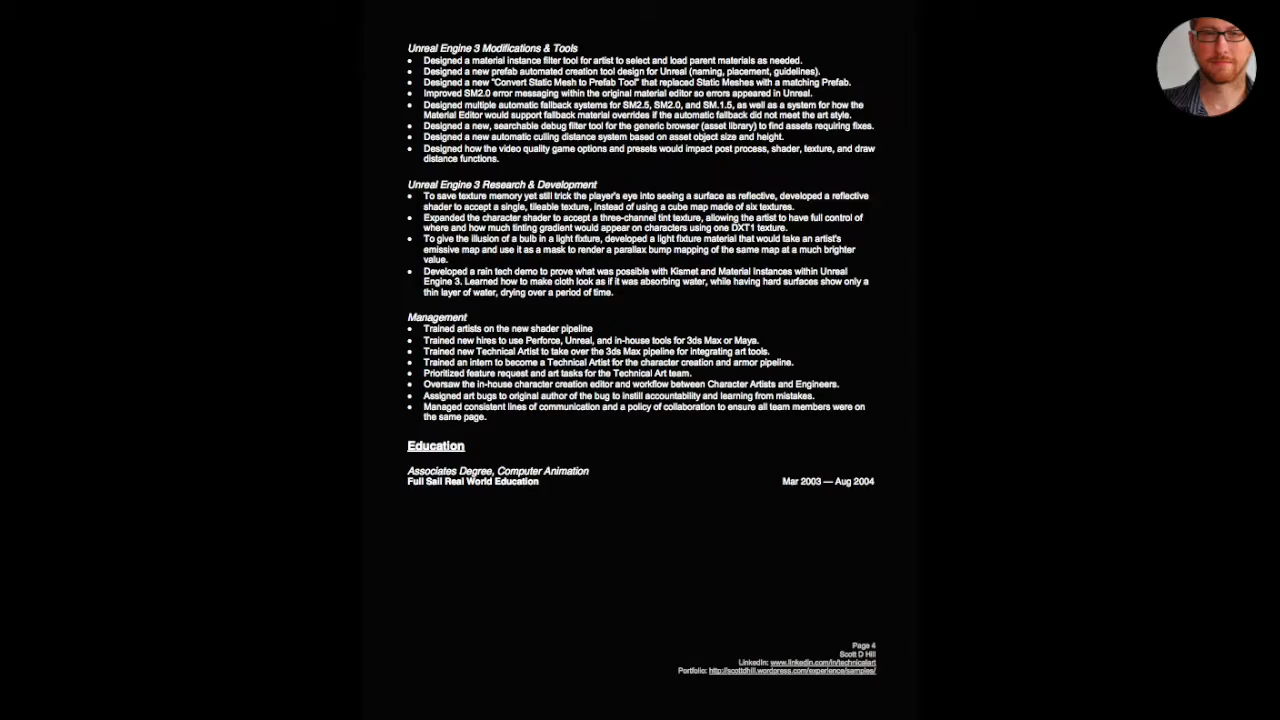 Unreal Engine 3 Modifications & Tools
• Designed a material instance filter tool for artist to select and load parent materials as needed.
• Designed a new prefab automated creation tool design for Unreal (naming, placement, guidelines).
• Designed a new “Convert Static Mesh to Prefab Tool” that replaced Static Meshes with a matching Prefab.
• Improved SM2.0 error messaging within the original material editor so errors appeared in Unreal.
• Designed multiple automatic fallback systems for SM2.5, SM2.0, and SM.1.5, as well as a system for how the
Material Editor would support fallback material overrides if the automatic fallback did not meet the art style.
• Designed a new, searchable debug filter tool for the generic browser (asset library) to find assets requiring fixes.
• Designed a new automatic culling distance system based on asset object size and height.
• Designed how the video quality game options and presets would impact post process, shader, texture, and draw
distance functions.
Unreal Engine 3 Research & Development
• To save texture memory yet still trick the player's eye into seeing a surface as reflective, developed a reflective
shader to accept a single, tileable texture, instead of using a cube map made of six textures.
• Expanded the character shader to accept a three-channel tint texture, allowing the artist to have full control of
where and how much tinting gradient would appear on characters using one DXT1 texture.
• To give the illusion of a bulb in a light fixture, developed a light fixture material that would take an artist's
emissive map and use it as a mask to render a parallax bump mapping of the same map at a much brighter
value.
• Developed a rain tech demo to prove what was possible with Kismet and Material Instances within Unreal
Engine 3. Learned how to make cloth look as if it was absorbing water, while having hard surfaces show only a
thin layer of water, drying over a period of time.
Management
• Trained artists on the new shader pipeline
• Trained new hires to use Perforce, Unreal, and in-house tools for 3ds Max or Maya.
• Trained new Technical Artist to take over the 3ds Max pipeline for integrating art tools.
• Trained an intern to become a Technical Artist for the character creation and armor pipeline.
• Prioritized feature request and art tasks for the Technical Art team.
• Oversaw the in-house character creation editor and workflow between Character Artists and Engineers.
• Assigned art bugs to original author of the bug to instill accountability and learning from mistakes.
• Managed consistent lines of communication and a policy of collaboration to ensure all team members were on
the same page.
Education
Associates Degree, Computer Animation
Full Sail Real World Education Mar 2003 — Aug 2004
Page 4
Scott D Hill
LinkedIn: www.linkedin.com/in/technicalart
Portfolio: http://scottdhill.wordpress.com/experience/samples/